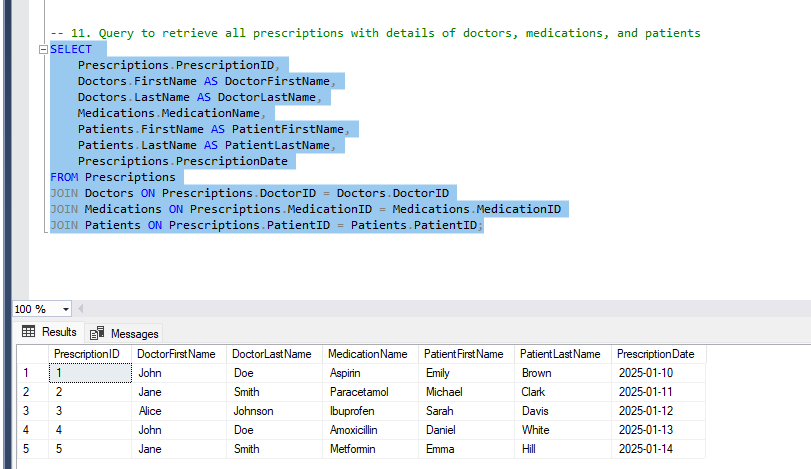 -- 11. Query to retrieve all prescriptions with details of doctors, medications, and patients
SELECT
Prescriptions.PrescriptionID,
Doctors.FirstName AS DoctorFirstName,
Doctors.LastName AS DoctorLastName,
Medications.MedicationName,
Patients.FirstName AS PatientFirstName,
Patients.LastName AS PatientLastName,
Prescriptions.PrescriptionDate
FROM Prescriptions
JOIN Doctors ON Prescriptions.DoctorID = Doctors.DoctorID
JOIN Medications ON Prescriptions.MedicationID = Medications.MedicationID
JOIN Patients ON Prescriptions.PatientID = Patients.PatientID;
100 %
Results Messages
PrescriptionID DoctorFirstName DoctorLastName MedicationName PatientFirstName PatientLastName PrescriptionDate
1 1 John Doe Aspirin Emily Brown 2025-01-10
2 2 Jane Smith Paracetamol Michael Clark 2025-01-11
3 3 Alice Johnson Ibuprofen Sarah Davis 2025-01-12
4 4 John Doe Amoxicillin Daniel White 2025-01-13
5 5 Jane Smith Metformin Emma Hill 2025-01-14